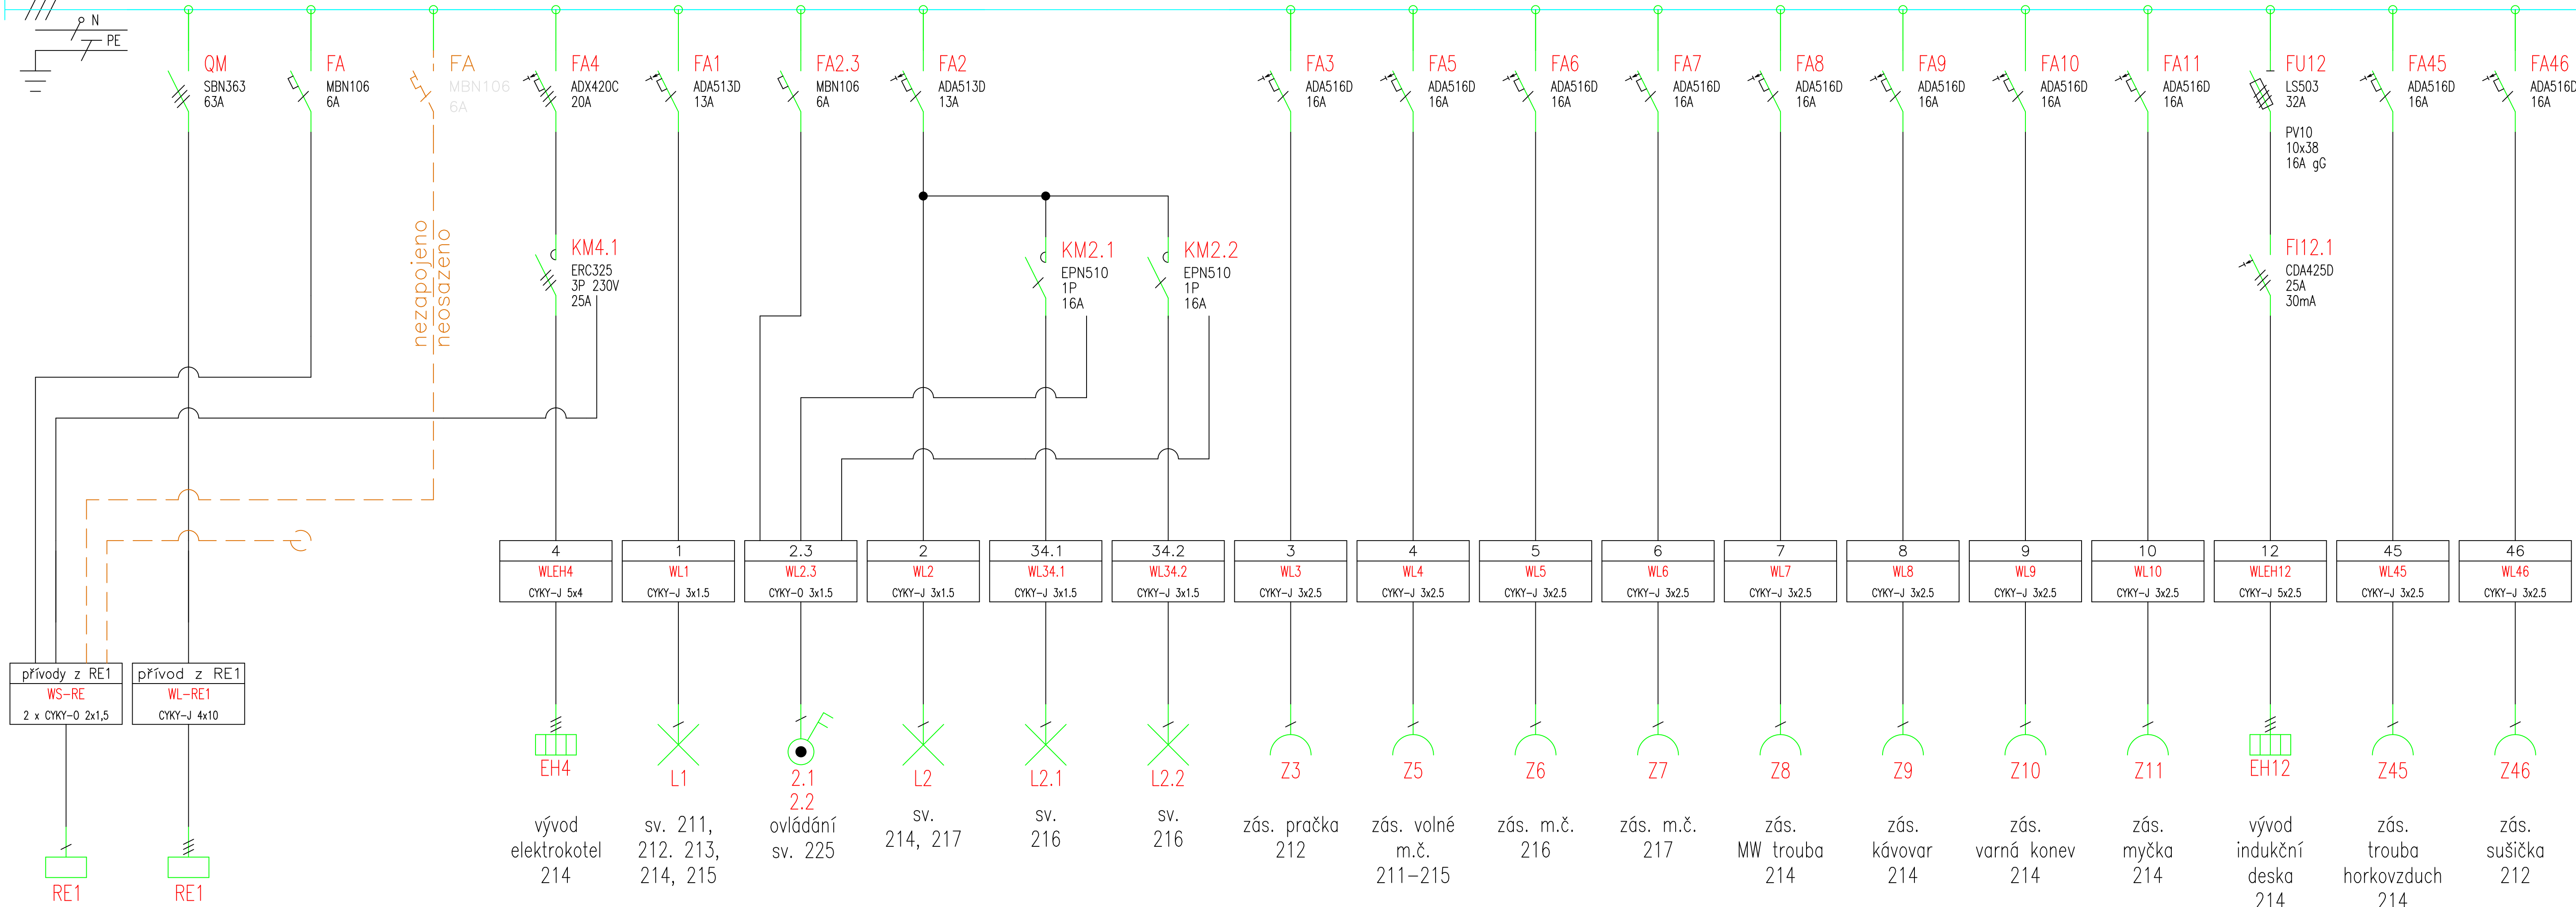 N
PE
QM
SBN363
63A
FA
MBN106
6A
FA
MBN106
6A
FA4
ADX420C
20A
FA1
ADA513D
13A
FA2.3
MBN106
6A
FA2
ADA513D
13A
FA3
ADA516D
16A
FA5
ADA516D
16A
FA6
ADA516D
16A
FA7
ADA516D
16A
FA8
ADA516D
16A
FA9
ADA516D
16A
FA10
ADA516D
16A
FA11
ADA516D
16A
FU12
LS503
32A
PV10
10x38
16A gG
FA45
ADA516D
16A
FA46
ADA516D
16A
nezapojeno
neosazeno
KM4.1
ERC325
3P 230V
25A
KM2.1
EPN510
1P
16A
KM2.2
EPN510
1P
16A
FI12.1
CDA425D
25A
30mA
4
WLEH4
CYKY-J 5x4
1
WL1
CYKY-J 3x1.5
2.3
WL2.3
CYKY-O 3x1.5
2
WL2
CYKY-J 3x1.5
34.1
WL34.1
CYKY-J 3x1.5
34.2
WL34.2
CYKY-J 3x1.5
3
WL3
CYKY-J 3x2.5
4
WL4
CYKY-J 3x2.5
5
WL5
CYKY-J 3x2.5
6
WL6
CYKY-J 3x2.5
7
WL7
CYKY-J 3x2.5
8
WL8
CYKY-J 3x2.5
9
WL9
CYKY-J 3x2.5
10
WL10
CYKY-J 3x2.5
12
WLEH12
CYKY-J 5x2.5
45
WL45
CYKY-J 3x2.5
46
WL46
CYKY-J 3x2.5
přívody z RE1
WS-RE
2 x CYKY-O 2x1,5
přívod z RE1
WL-RE1
CYKY-J 4x10
RE1
RE1
EH4
vývod
elektrokotel
214
L1
sv. 211,
212. 213,
214, 215
2.1
2.2
ovládání
sv. 225
L2
sv.
214, 217
L2.1
sv.
216
L2.2
sv.
216
Z3
zás. pračka
212
Z5
zás. volné
m.č.
211-215
Z6
zás. m.č.
216
Z7
zás. m.č.
217
Z8
zás.
MW trouba
214
Z9
zás.
kávovar
214
Z10
zás.
varná konev
214
Z11
zás.
myčka
214
EH12
vývod
indukční
deska
214
Z45
zás.
trouba
horkovzduch
214
Z46
zás.
sušička
212